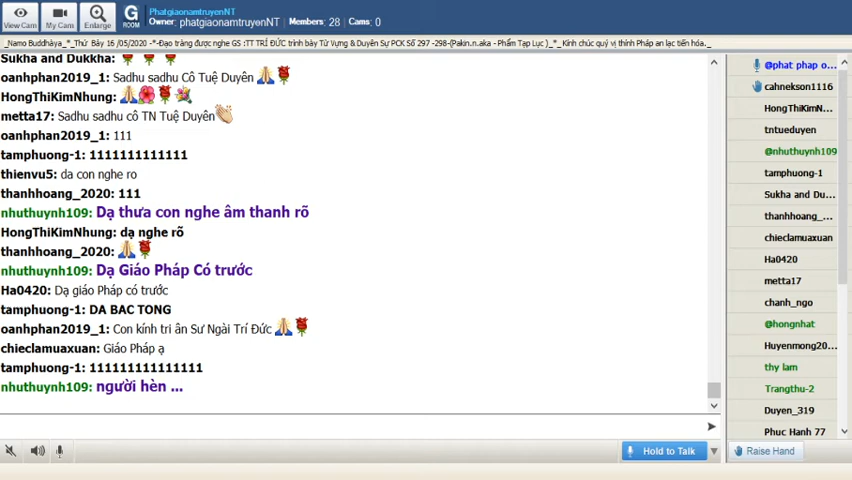 View Cam
My Cam
Enlarge
G
ROOM
PhatgiaonamtruyenNT
Owner: phatgiaonamtruyenNT | Members: 28 | Cams: 0
_Namo Buddhāya_*_Thứ Bảy 16 /05/2020 -*-Đạo tràng được nghe GS :TT TRÍ ĐỨC trình bày Tứ Vựng & Duyên Sự PCK Số 297 -298-(Pakin.n.aka - Phẩm Tạp Lục )_*_Kính chúc quý vị thính Pháp an lạc tiến hóa._
Sukha and Dukkha:
oanhphan2019_1: Sadhu sadhu Cô Tuệ Duyên
HongThiKimNhung:
metta17: Sadhu sadhu cô TN Tuệ Duyên
oanhphan2019_1: 111
tamphuong-1: 1111111111111
thienvu5: da con nghe ro
thanhhoang_2020: 111
nhuthuynh109: Dạ thưa con nghe âm thanh rõ
HongThiKimNhung: dạ nghe rõ
thanhhoang_2020:
nhuthuynh109: Dạ Giáo Pháp Có trước
Ha0420: Dạ giáo Pháp có trước
tamphuong-1: DA BAC TONG
oanhphan2019_1: Con kính tri ân Sư Ngài Trí Đức
chieclamuaxuan: Giáo Pháp ạ
tamphuong-1: 111111111111111
nhuthuynh109: người hèn ...
Hold to Talk
@phat phap o...
cahnekson1116
HongThiKimN...
tntueduyen
@nhuthuynh109
tamphuong-1
Sukha and Du...
thanhhoang_...
chieclamuaxuan
Ha0420
metta17
chanh_ngo
@hongnhat
Huyenmong20...
thy lam
Trangthu-2
Duyen_319
Phuc Hanh 77
Raise Hand